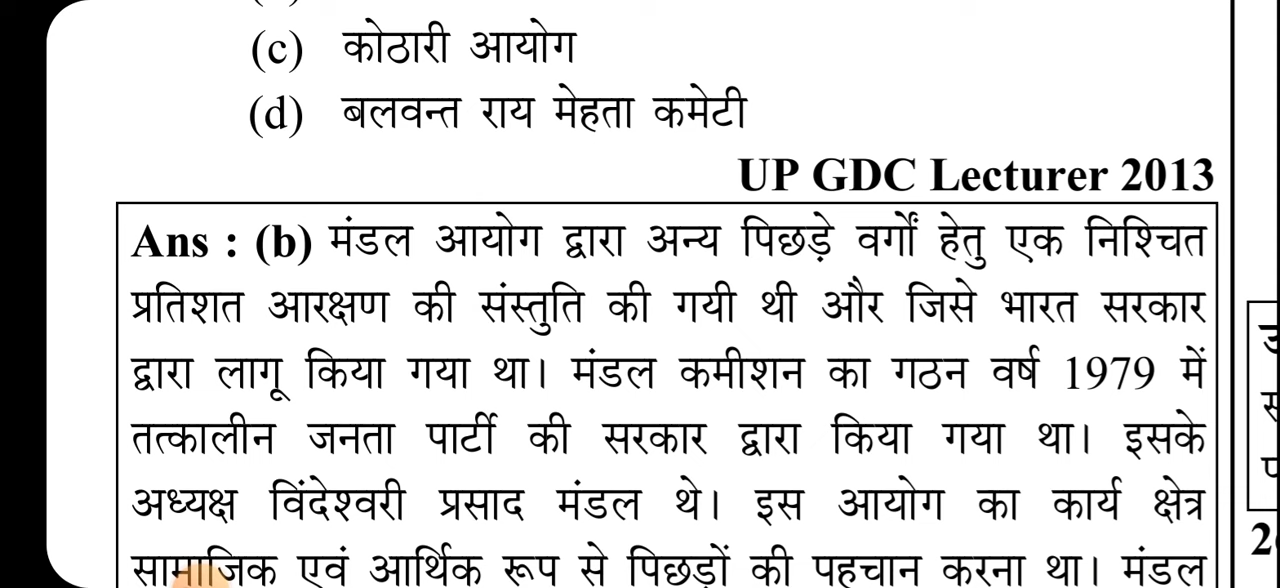 (c) कोठारी आयोग
(d) बलवन्त राय मेहता कमेटी
UP GDC Lecturer 2013
Ans : (b) मंडल आयोग द्वारा अन्य पिछड़े वर्गों हेतु एक निश्चित
प्रतिशत आरक्षण की संस्तुति की गयी थी और जिसे भारत सरकार
द्वारा लागू किया गया था। मंडल कमीशन का गठन वर्ष 1979 में
तत्कालीन जनता पार्टी की सरकार द्वारा किया गया था। इसके
अध्यक्ष विंदेश्वरी प्रसाद मंडल थे। इस आयोग का कार्य क्षेत्र
सामाजिक एवं आर्थिक रूप से पिछड़ों की पहचान करना था। मंडल